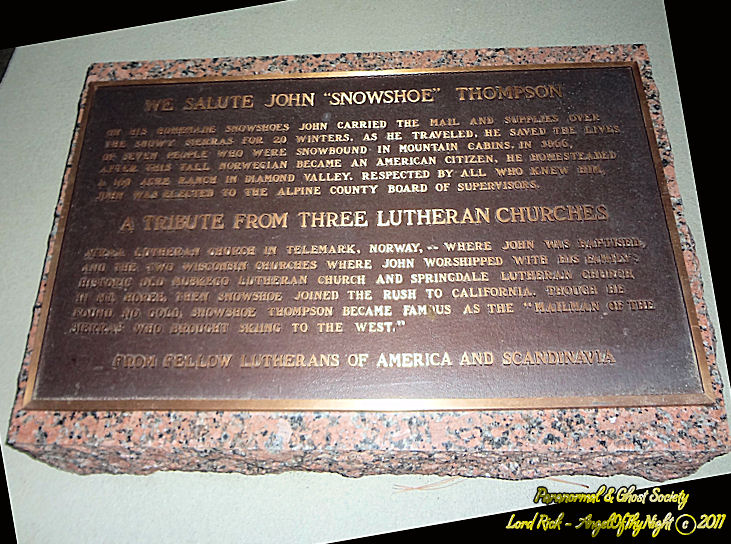 WE SALUTE JOHN "SNOWSHOE" THOMPSON
ON HIS HOMEMADE SNOWSHOES JOHN CARRIED THE MAIL AND SUPPLIES OVER
THE SNOWY SIERRAS FOR 20 WINTERS. AS HE TRAVELED, HE SAVED THE LIVES
OF SEVEN PEOPLE WHO WERE SNOWBOUND IN MOUNTAIN CABINS. IN
AFTER THIS TALL NORWEGIAN BECAME AN AMERICAN CITIZEN, HE HOMESTEADED
A 160 ACRE RANCH IN DIAMOND VALLEY. RESPECTED BY ALL WHO KNEW HIM,
JOHN WAS ELECTED TO THE ALPINE COUNTY BOARD OF SUPERVISORS.
A TRIBUTE FROM THREE LUTHERAN CHURCHES
LUTHERAN CHURCH IN TELEMARK, NORWAY, -- WHERE JOHN WAS BAPTISED,
AND THE TWO WISCONSIN CHURCHES WHERE JOHN WORSHIPPED WITH HIS FAMILY:
HISTORIC OLD MUSKEGO LUTHERAN CHURCH AND SPRINGDALE LUTHERAN CHURCH
IN MT. HOREB. THEN SNOWSHOE JOINED THE RUSH TO CALIFORNIA. THOUGH HE
FOUND NO GOLD, SNOWSHOE THOMPSON BECAME FAMOUS AS THE "MAILMAN OF THE
SIERRAS WHO BROUGHT SKIING TO THE WEST."
FROM FELLOW LUTHERANS OF AMERICA AND SCANDINAVIA
Paranormal & Ghost Society
Lord Rick - AngelOfThyNight © 2011